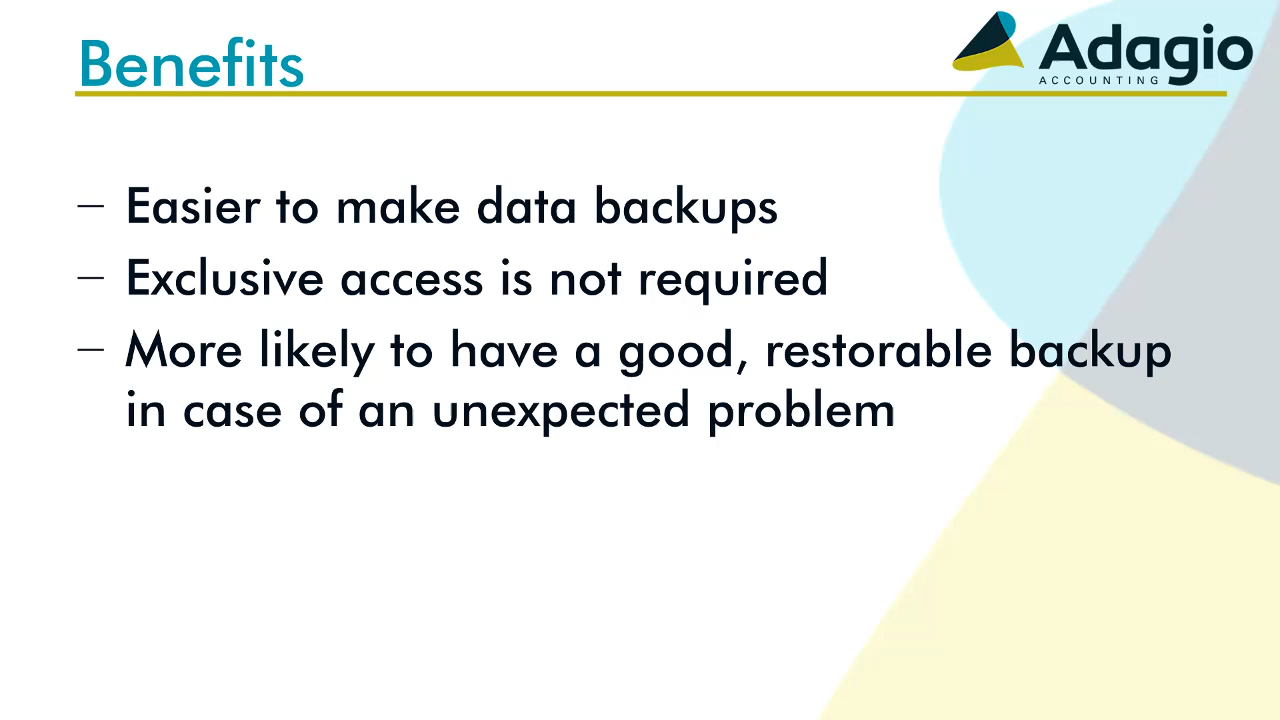 Benefits
Adagio
ACCOUNTING
– Easier to make data backups
– Exclusive access is not required
– More likely to have a good, restorable backup
in case of an unexpected problem